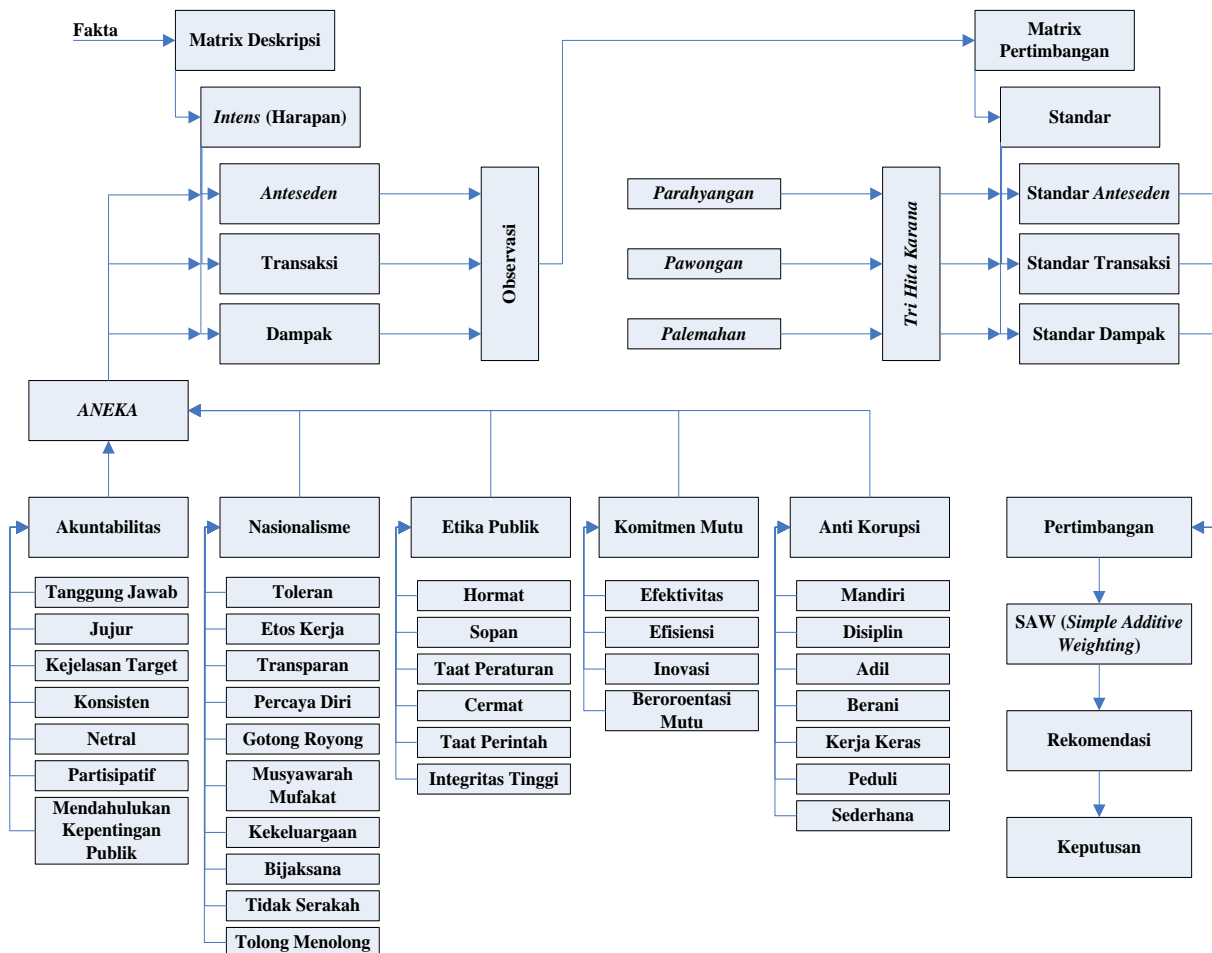 Fakta
Matrix Deskripsi
Intens (Harapan)
Anteseden
Transaksi
Dampak
Observasi
Matrix
Pertimbangan
Standar
Parahyangan
Pawongan
Palemahan
Tri Hita Karana
Standar Anteseden
Standar Transaksi
Standar Dampak
ANEKA
Akuntabilitas
Tanggung Jawab
Jujur
Kejelasan Target
Konsisten
Netral
Partisipatif
Mendahulukan
Kepentingan
Publik
Nasionalisme
Toleran
Etos Kerja
Transparan
Percaya Diri
Gotong Royong
Musyawarah
Mufakat
Kekeluargaan
Bijaksana
Tidak Serakah
Tolong Menolong
Etika Publik
Hormat
Sopan
Taat Peraturan
Cermat
Taat Perintah
Integritas Tinggi
Komitmen Mutu
Efektivitas
Efisiensi
Inovasi
Beroroentasi
Mutu
Anti Korupsi
Mandiri
Disiplin
Adil
Berani
Kerja Keras
Peduli
Sederhana
Pertimbangan
SAW (Simple Additive
Weighting)
Rekomendasi
Keputusan